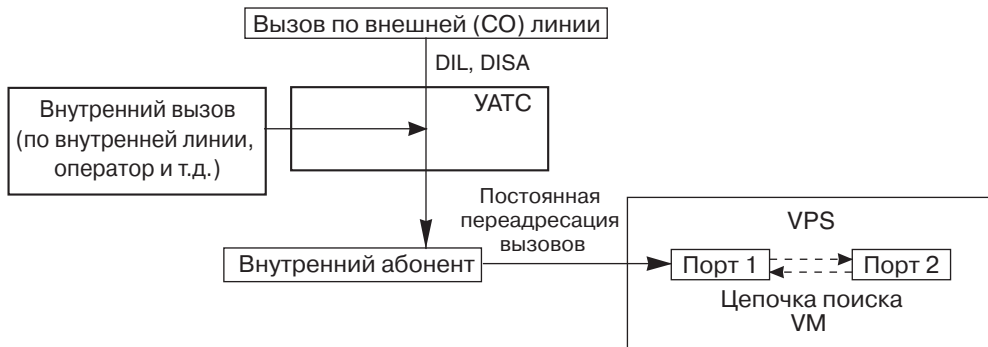 Вызов по внешней (СО) линии
DIL, DISA
УАТС
Внутренний вызов
(по внутренней линии,
оператор и т.д.)
Постоянная
переадресация
вызовов
Внутренний абонент
VPS
Порт 1
Порт 2
Цепочка поиска
VM